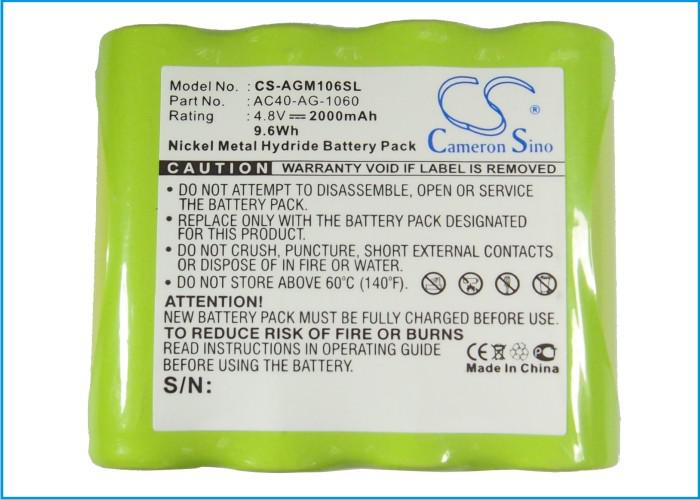 Model No. : CS-AGM106SL
Part No. : AC40-AG-1060
Rating : 4.8V 2000mAh
9.6Wh
Nickel Metal Hydride Battery Pack
CS
Cameron Sino
CAUTION WARRANTY VOID IF LABEL IS REMOVED
• DO NOT ATTEMPT TO DISASSEMBLE, OPEN OR SERVICE
THE BATTERY PACK.
• REPLACE ONLY WITH THE BATTERY PACK DESIGNATED
FOR THIS PRODUCT.
• DO NOT CRUSH, PUNCTURE, SHORT EXTERNAL CONTACTS
OR DISPOSE OF IN FIRE OR WATER.
• DO NOT STORE ABOVE 60°C (140°F).
ATTENTION!
NEW BATTERY PACK MUST BE FULLY CHARGED BEFORE USE
TO REDUCE RISK OF FIRE OR BURNS
READ INSTRUCTIONS IN OPERATING GUIDE
BEFORE USING THE BATTERY PACK.
CE
Made In China
S/N: